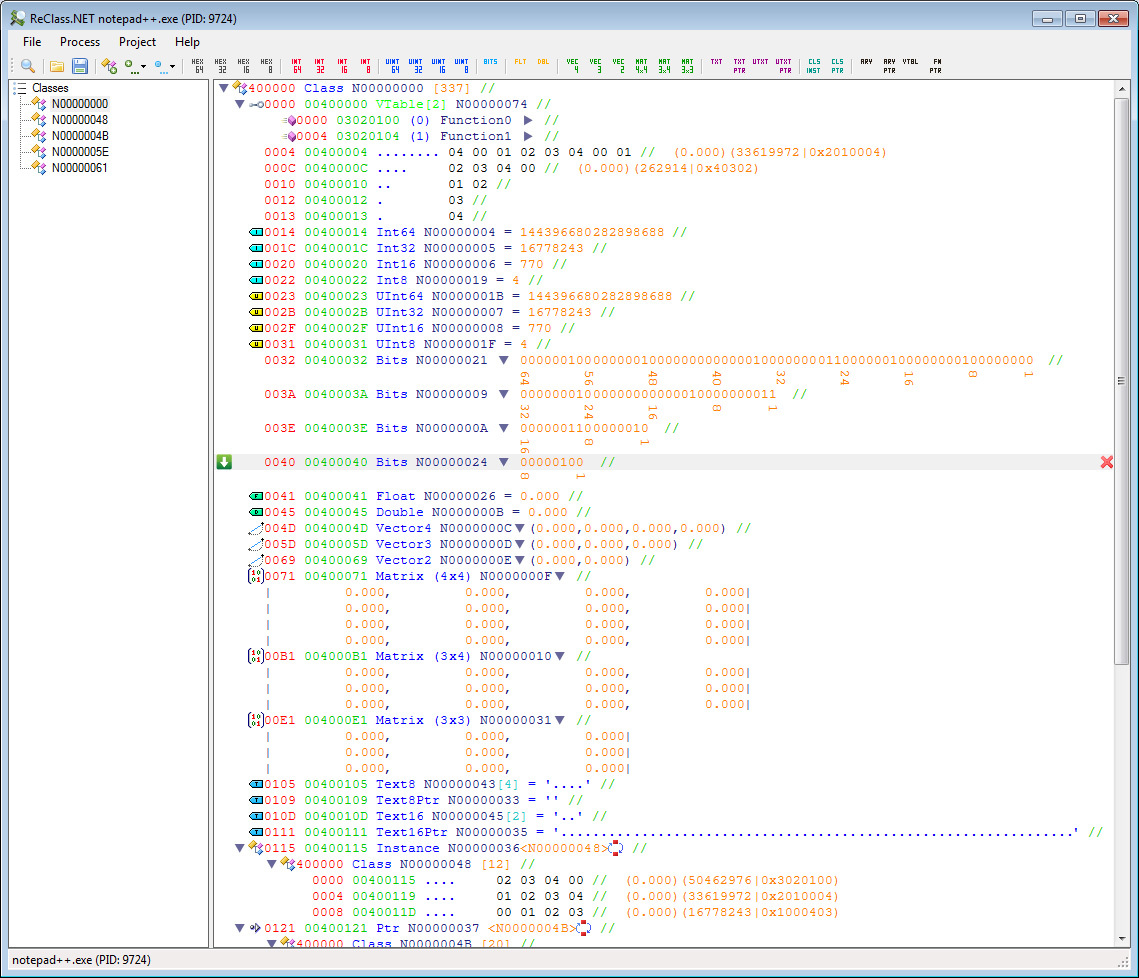 ReClass.NET notepad++.exe (PID: 9724)
File Process Project Help
HEX 64 HEX 32 HEX 16 HEX 8 INT 64 INT 32 INT 16 INT 8 UINT 64 UINT 32 UINT 16 UINT 8 BITS FLT DBL VEC 4 VEC 3 VEC 2 MAT 4x4 MAT 3x4 MAT 3x3 TXT TXT PTR UTXT UTXT PTR CLS INST CLS PTR ARY ARY PTR VTBL FN PTR
Classes
N00000000
N00000048
N0000004B
N0000005E
N00000061
400000 Class N00000000 [337] //
0000 00400000 VTable[2] N00000074 //
0000 03020100 (0) Function0 //
0004 03020104 (1) Function1 //
0004 00400004 ........ 04 00 01 02 03 04 00 01 // (0.000)(33619972|0x2010004)
000C 0040000C .... 02 03 04 00 // (0.000)(262914|0x40302)
0010 00400010 .. 01 02 //
0012 00400012 . 03 //
0013 00400013 . 04 //
0014 00400014 Int64 N00000004 = 144396680282898688 //
001C 0040001C Int32 N00000005 = 16778243 //
0020 00400020 Int16 N00000006 = 770 //
0022 00400022 Int8 N00000019 = 4 //
0023 00400023 UInt64 N0000001B = 144396680282898688 //
002B 0040002B UInt32 N00000007 = 16778243 //
002F 0040002F UInt16 N00000008 = 770 //
0031 00400031 UInt8 N0000001F = 4 //
0032 00400032 Bits N00000021 0000001000000001000000000000010000000011000000100000000100000000 //
64 56 48 40 32 24 16 8 1
003A 0040003A Bits N00000009 00000001000000000000010000000011 //
32 24 16 8 1
003E 0040003E Bits N0000000A 0000001100000010 //
16 8 1
0040 00400040 Bits N00000024 00000100 //
8 1
0041 00400041 Float N00000026 = 0.000 //
0045 00400045 Double N0000000B = 0.000 //
004D 0040004D Vector4 N0000000C (0.000,0.000,0.000,0.000) //
005D 0040005D Vector3 N0000000D (0.000,0.000,0.000) //
0069 00400069 Vector2 N0000000E (0.000,0.000) //
0071 00400071 Matrix (4x4) N0000000F //
| 0.000, 0.000, 0.000, 0.000|
| 0.000, 0.000, 0.000, 0.000|
| 0.000, 0.000, 0.000, 0.000|
| 0.000, 0.000, 0.000, 0.000|
00B1 004000B1 Matrix (3x4) N00000010 //
| 0.000, 0.000, 0.000, 0.000|
| 0.000, 0.000, 0.000, 0.000|
| 0.000, 0.000, 0.000, 0.000|
00E1 004000E1 Matrix (3x3) N00000031 //
| 0.000, 0.000, 0.000|
| 0.000, 0.000, 0.000|
| 0.000, 0.000, 0.000|
0105 00400105 Text8 N00000043[4] = '....' //
0109 00400109 Text8Ptr N00000033 = '' //
010D 0040010D Text16 N00000045[2] = '..' //
0111 00400111 Text16Ptr N00000035 = '................................................................' //
0115 00400115 Instance N00000036<N00000048> //
400000 Class N00000048 [12] //
0000 00400115 .... 02 03 04 00 // (0.000)(50462976|0x3020100)
0004 00400119 .... 01 02 03 04 // (0.000)(33619972|0x2010004)
0008 0040011D .... 00 01 02 03 // (0.000)(16778243|0x1000403)
0121 00400121 Ptr N00000037 <N0000004B> //
400000 Class N0000004B [20] //
notepad++.exe (PID: 9724)